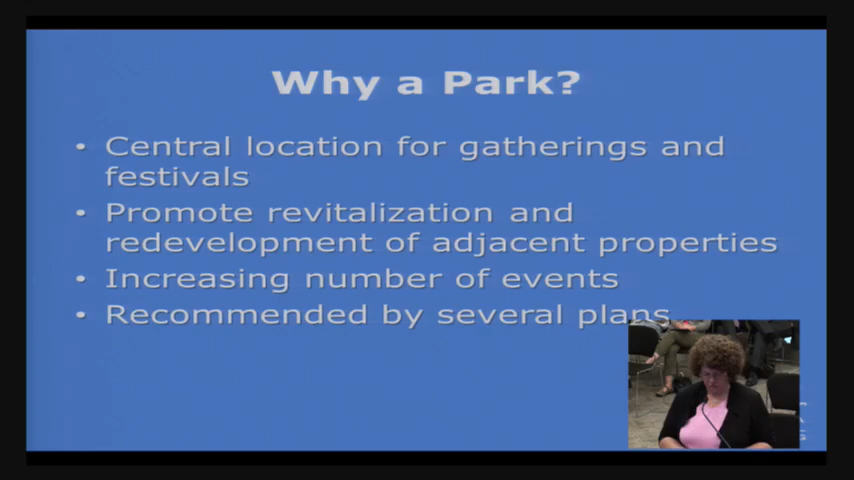 Why a Park?
• Central location for gatherings and
festivals
• Promote revitalization and
redevelopment of adjacent properties
• Increasing number of events
• Recommended by several plans